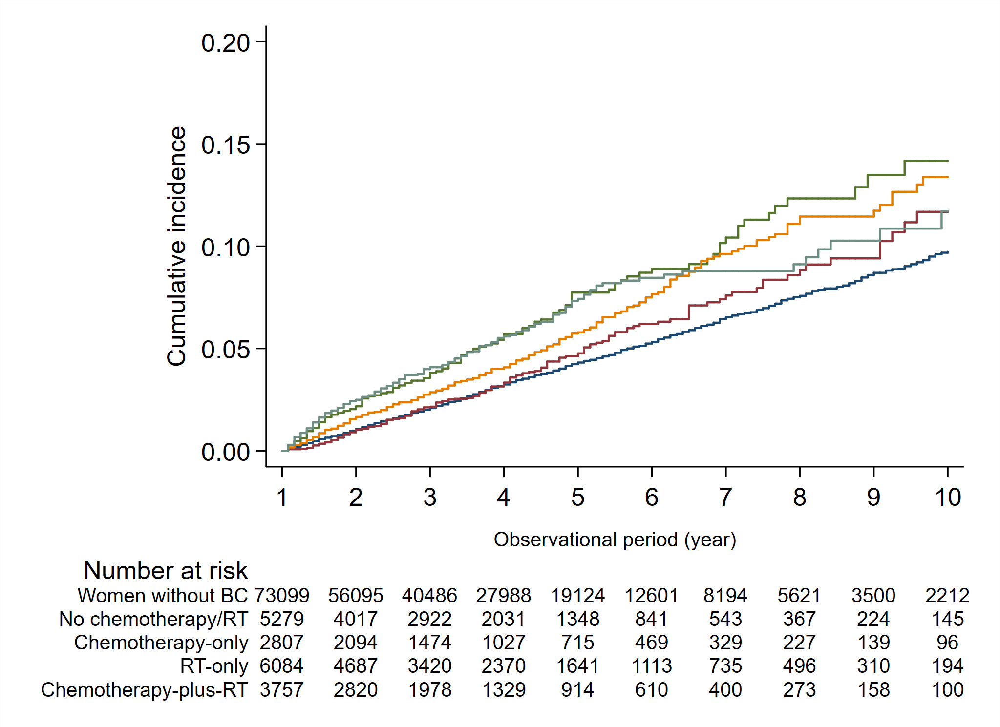 0.20
0.15
0.10
0.05
0.00
Cumulative incidence
1 2 3 4 5 6 7 8 9 10
Observational period (year)
Number at risk
Women without BC 73099 56095 40486 27988 19124 12601 8194 5621 3500 2212
No chemotherapy/RT 5279 4017 2922 2031 1348 841 543 367 224 145
Chemotherapy-only 2807 2094 1474 1027 715 469 329 227 139 96
RT-only 6084 4687 3420 2370 1641 1113 735 496 310 194
Chemotherapy-plus-RT 3757 2820 1978 1329 914 610 400 273 158 100